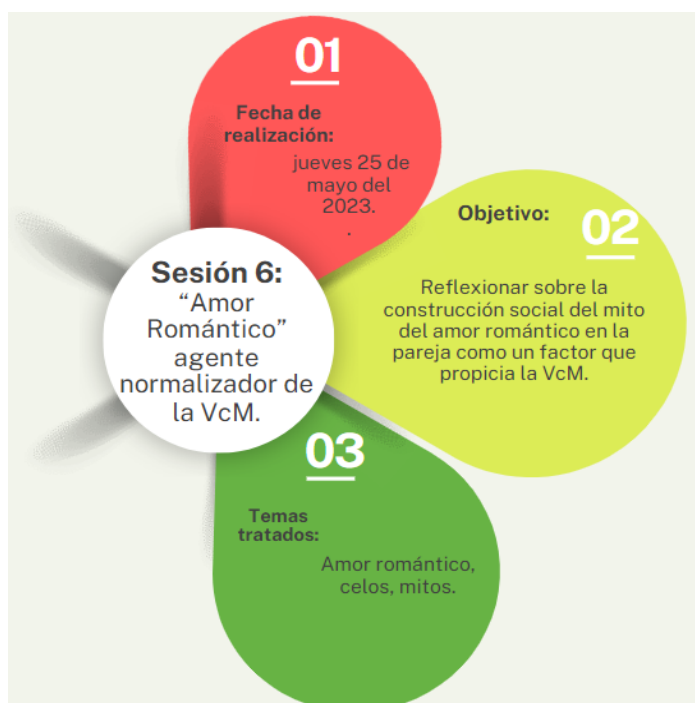 01
Fecha de
realización:
jueves 25 de
mayo del
2023.
.
Sesión 6:
“Amor
Romántico”
agente
normalizador de
la VcM.
Objetivo:
02
Reflexionar sobre la
construcción social del mito
del amor romántico en la
pareja como un factor que
propicia la VcM.
03
Temas
tratados:
Amor romántico,
celos, mitos.